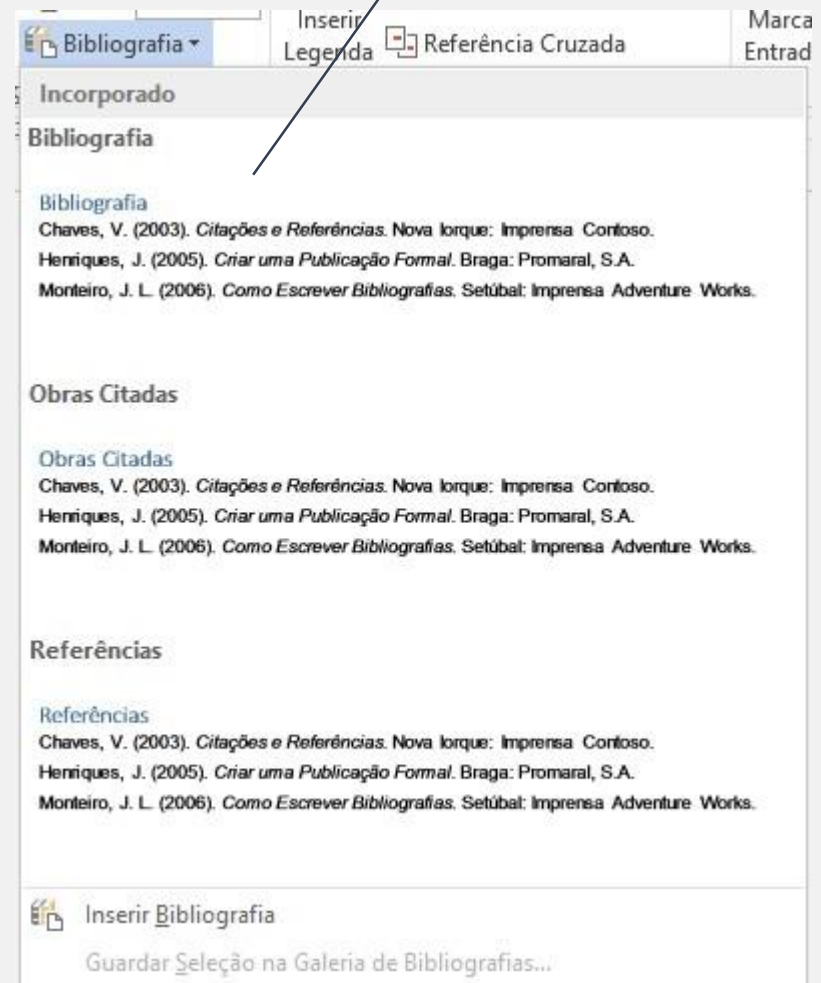 Bibliografia
Inserir
Legenda
Referência Cruzada
Marca
Entrad
Incorporado
Bibliografia
Bibliografia
Chaves, V. (2003). Citações e Referências. Nova Iorque: Imprensa Contoso.
Henriques, J. (2005). Criar uma Publicação Formal. Braga: Promaral, S.A.
Monteiro, J. L. (2006). Como Escrever Bibliografias. Setúbal: Imprensa Adventure Works.
Obras Citadas
Obras Citadas
Chaves, V. (2003). Citações e Referências. Nova Iorque: Imprensa Contoso.
Henriques, J. (2005). Criar uma Publicação Formal. Braga: Promaral, S.A.
Monteiro, J. L. (2006). Como Escrever Bibliografias. Setúbal: Imprensa Adventure Works.
Referências
Referências
Chaves, V. (2003). Citações e Referências. Nova Iorque: Imprensa Contoso.
Henriques, J. (2005). Criar uma Publicação Formal. Braga: Promaral, S.A.
Monteiro, J. L. (2006). Como Escrever Bibliografias. Setúbal: Imprensa Adventure Works.
Inserir Bibliografia
Guardar Seleção na Galeria de Bibliografias...